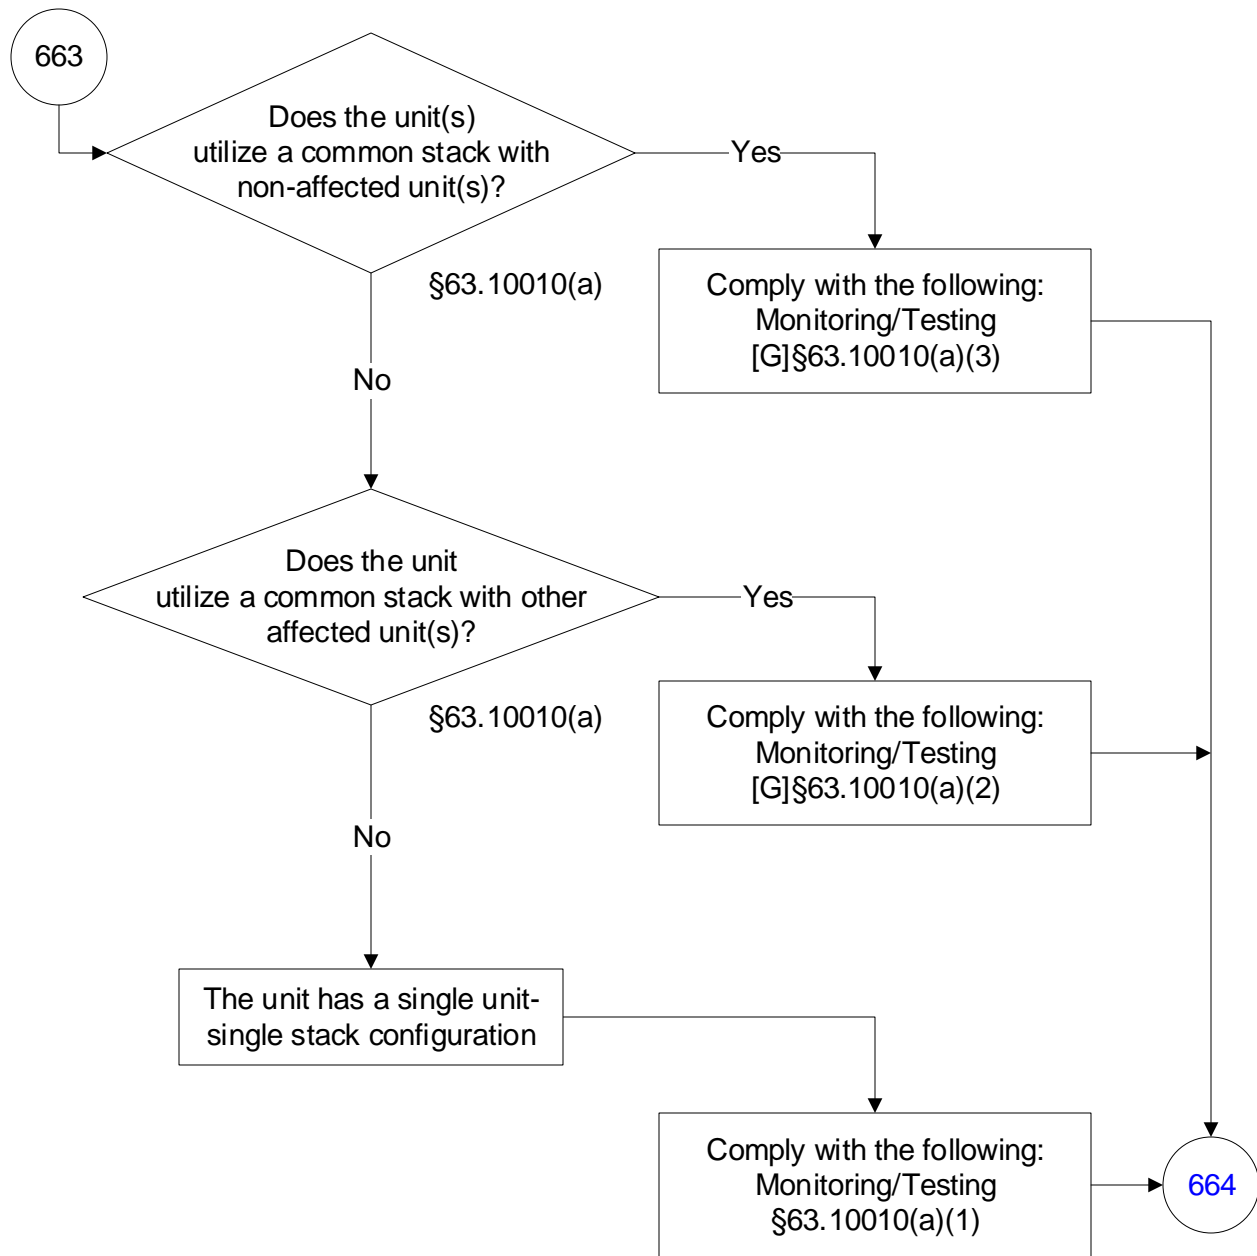 663
Does the unit(s)
utilize a common stack with
non-affected unit(s)?
Yes
§63.10010(a)
Comply with the following:
Monitoring/Testing
[G]§63.10010(a)(3)
No
Does the unit
utilize a common stack with other
affected unit(s)?
Yes
§63.10010(a)
Comply with the following:
Monitoring/Testing
[G]§63.10010(a)(2)
No
The unit has a single unit-
single stack configuration
Comply with the following:
Monitoring/Testing
§63.10010(a)(1)
664